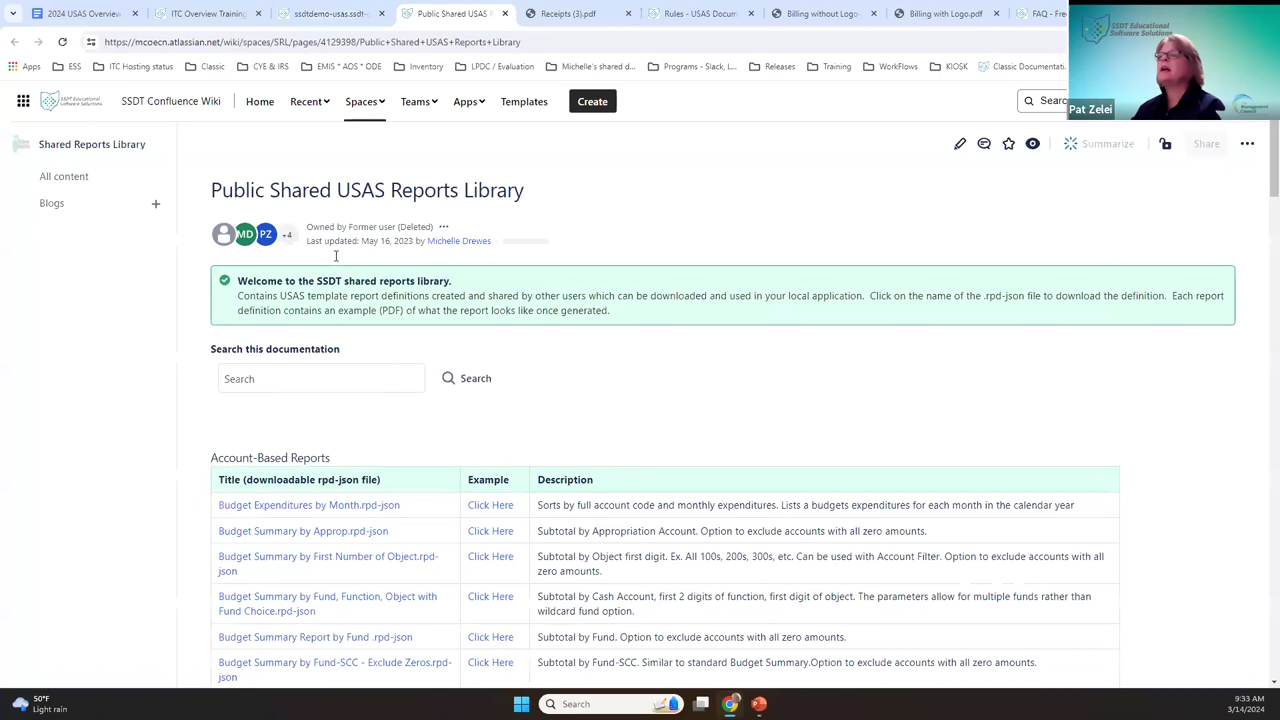 2024 USAS Overview
ITC Overview Training
ssdtdemo-usas.ssdt
Public Shared USAS R
Receipts (3).pdf
Rules - USAS Docum
Billing without Logo.p
Billing with Logo.pdf
FAQ - Free
https://mcoecn.atlassian.net/wiki/spaces/SRL/pages/4129398/Public+Shared+USAS+Reports+Library
Apps
ESS
ITC Hosting status
Classic
CYE & IRS
EMIS * AOS * ODE
Inventory
LPDC / Evaluation
Michelle's shared d...
Programs - Slack, I...
Releases
Training
WorkFlows
KIOSK
Classic Documentati...
SSDT Educational
Software Solutions
Pat Zelei
SSDT Confluence Wiki
Home
Recent
Spaces
Teams
Apps
Templates
Create
Searc
Shared Reports Library
All content
Blogs
Summarize
Share
Public Shared USAS Reports Library
MD
PZ
+4
Owned by Former user (Deleted)
Last updated: May 16, 2023 by Michelle Drewes
Welcome to the SSDT shared reports library.
Contains USAS template report definitions created and shared by other users which can be downloaded and used in your local application. Click on the name of the .rpd-json file to download the definition. Each report
definition contains an example (PDF) of what the report looks like once generated.
Search this documentation
Search
Search
Account-Based Reports
Title (downloadable rpd-json file) Example Description
Budget Expenditures by Month.rpd-json Click Here Sorts by full account code and monthly expenditures. Lists a budgets expenditures for each month in the calendar year
Budget Summary by Approp.rpd-json Click Here Subtotal by Appropriation Account. Option to exclude accounts with all zero amounts.
Budget Summary by First Number of Object.rpd-
json
Click Here
Subtotal by Object first digit. Ex. All 100s, 200s, 300s, etc. Can be used with Account Filter. Option to exclude accounts with all
zero amounts.
Budget Summary by Fund, Function, Object with
Fund Choice.rpd-json
Click Here
Subtotal by Cash Account, first 2 digits of function, first digit of object. The parameters allow for multiple funds rather than
wildcard fund option.
Budget Summary Report by Fund .rpd-json Click Here Subtotal by Fund. Option to exclude accounts with all zero amounts.
Budget Summary by Fund-SCC - Exclude Zeros.rpd-
json
Click Here
Subtotal by Fund-SCC. Similar to standard Budget Summary.Option to exclude accounts with all zero amounts.
50°F
Light rain
Search
9:33 AM
3/14/2024